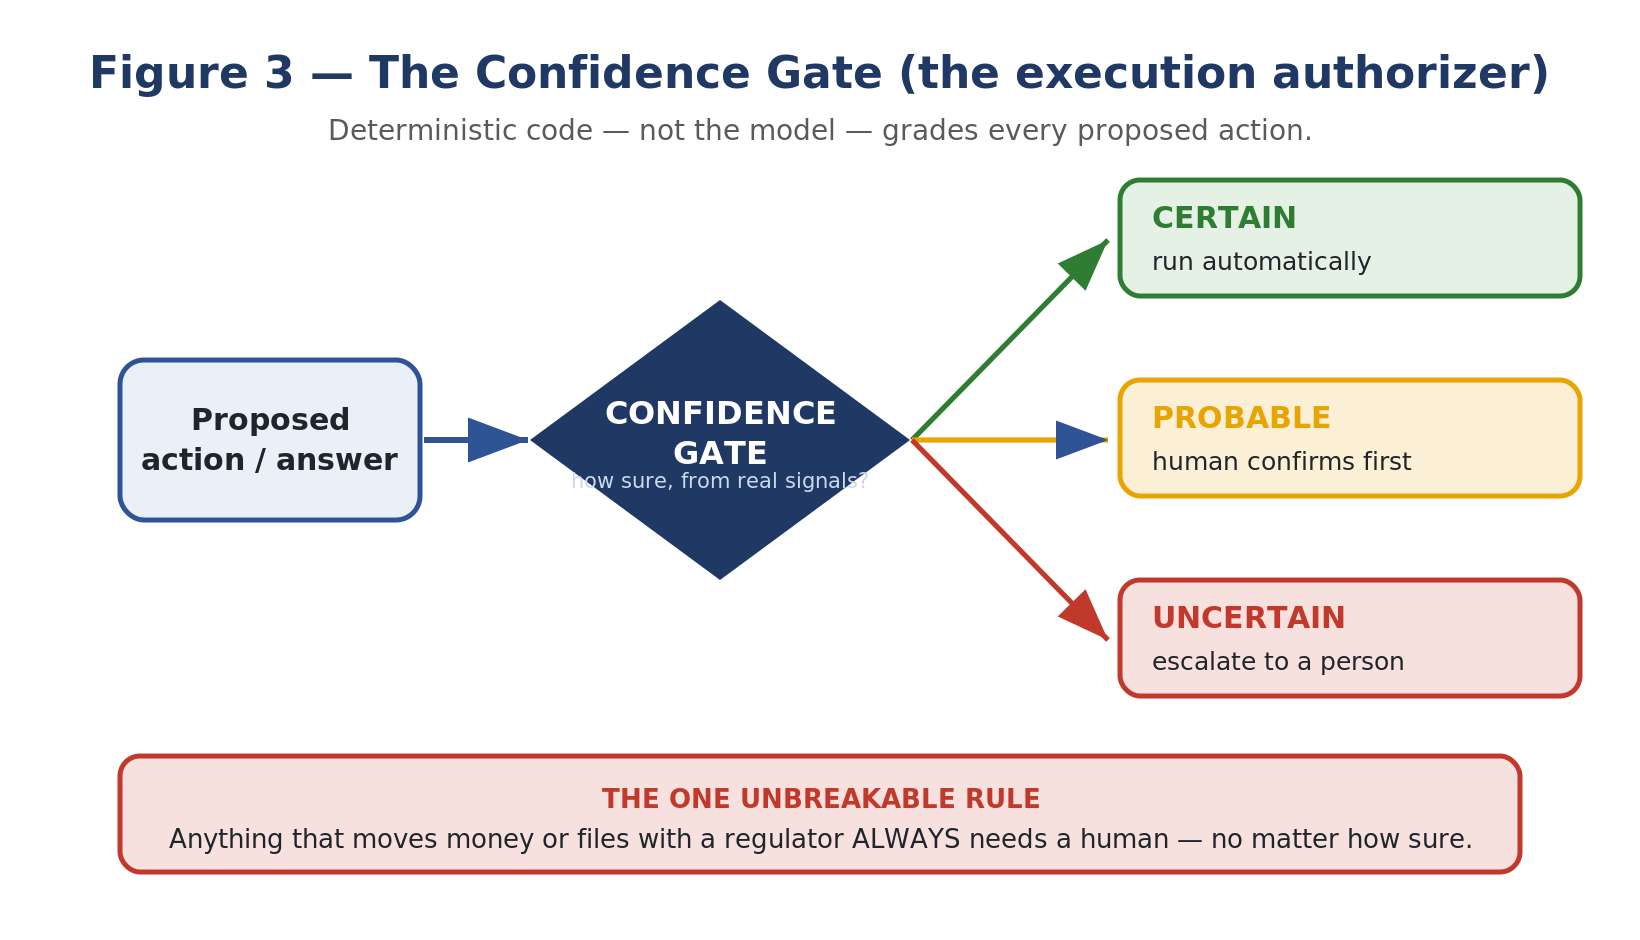 Figure 3 — The Confidence Gate (the execution authorizer)
Deterministic code — not the model — grades every proposed action.
CERTAIN
run automatically
Proposed
action / answer
CONFIDENCE
GATE
how sure, from real signals?
PROBABLE
human confirms first
UNCERTAIN
escalate to a person
THE ONE UNBREAKABLE RULE
Anything that moves money or files with a regulator ALWAYS needs a human — no matter how sure.